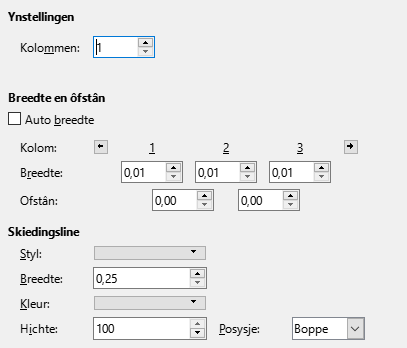 Ynstellingen
Kolommen: 1
Breedte en ôfstân
Auto breedte
Kolom: 1 2 3
Breedte: 0,01 0,01 0,01
Ofstân: 0,00 0,00
Skiedingsline
Styl:
Breedte: 0,25
Kleur:
Hichte: 100 Posysje: Boppe